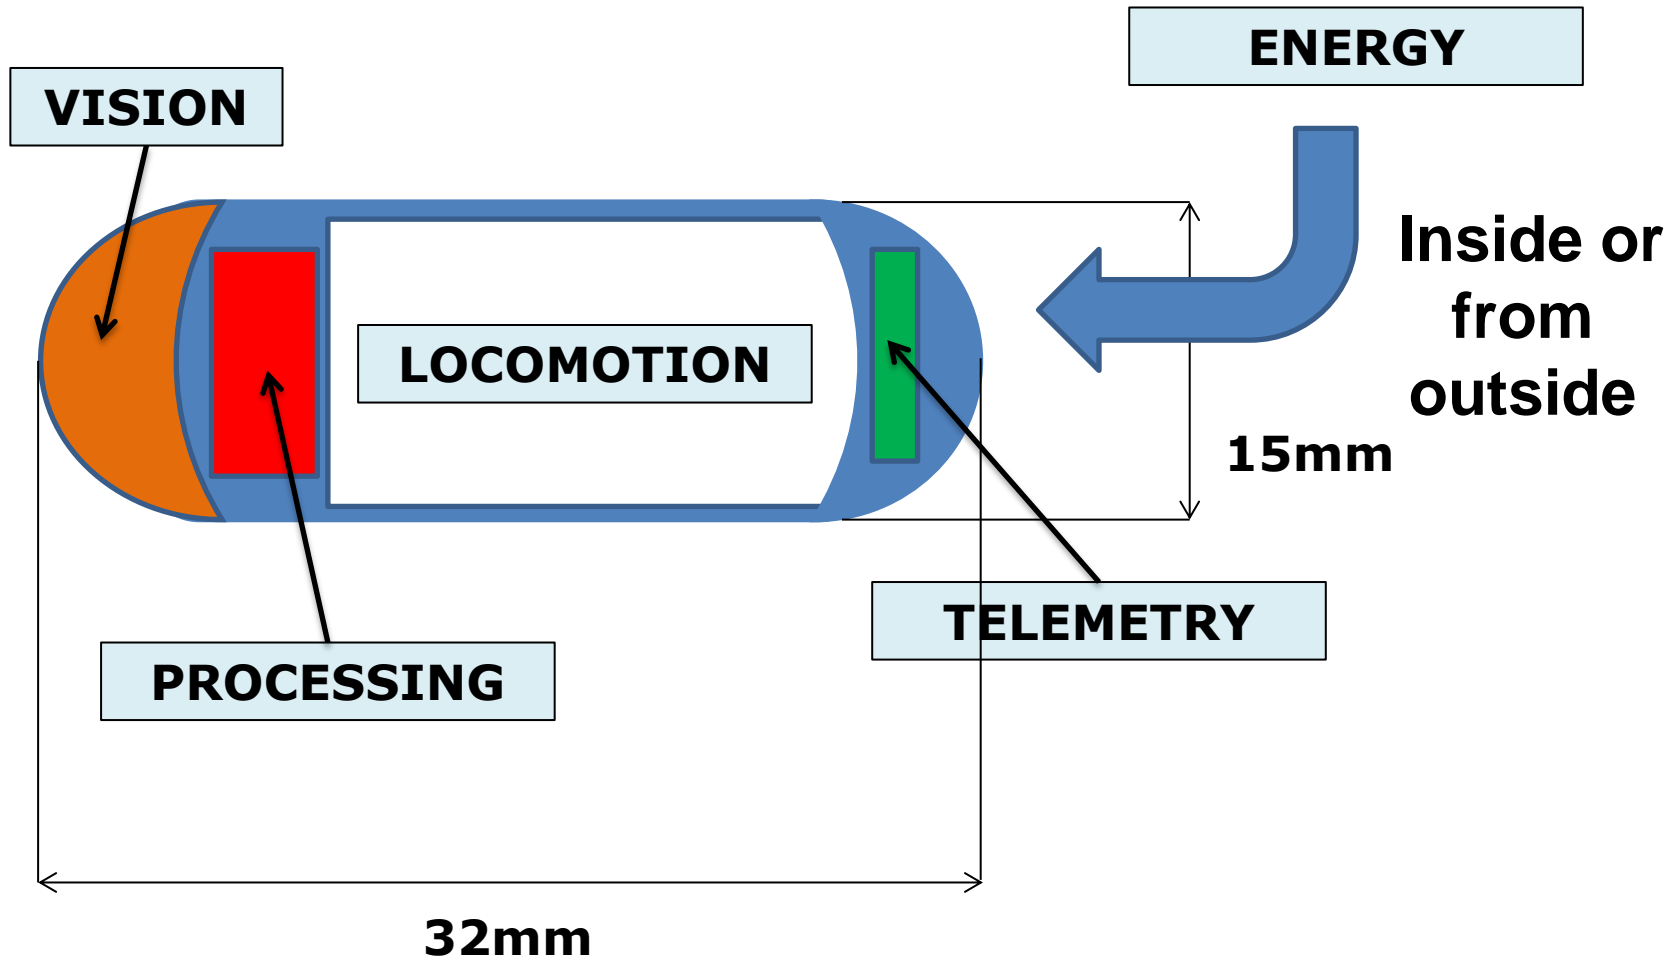 ENERGY
VISION
Inside or
from
outside
LOCOMOTION
15mm
TELEMETRY
PROCESSING
32mm